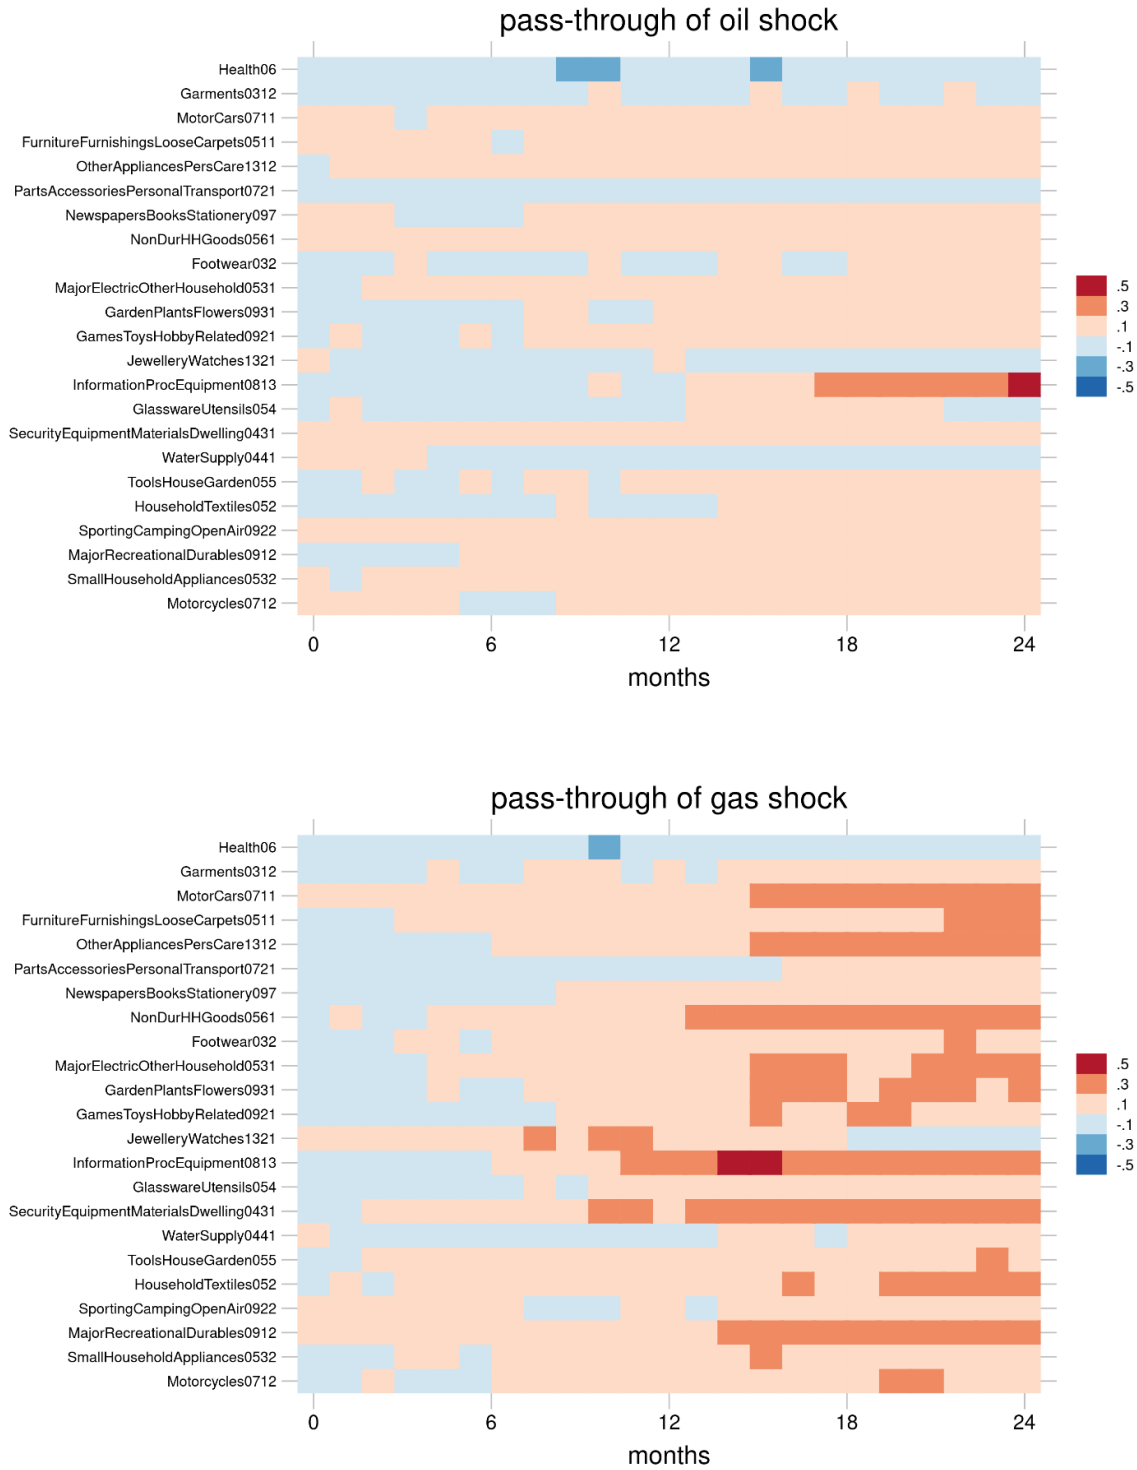 pass-through of oil shock
Health06
Garments0312
MotorCars0711
FurnitureFurnishingsLooseCarpets0511
OtherAppliancesPersCare1312
PartsAccessoriesPersonalTransport0721
NewspapersBooksStationery097
NonDurHHGoods0561
Footwear032
MajorElectricOtherHousehold0531
GardenPlantsFlowers0931
GamesToysHobbyRelated0921
JewelleryWatches1321
InformationProcEquipment0813
GlasswareUtensils054
SecurityEquipmentMaterialsDwelling0431
WaterSupply0441
ToolsHouseGarden055
HouseholdTextiles052
SportingCampingOpenAir0922
MajorRecreationalDurables0912
SmallHouseholdAppliances0532
Motorcycles0712
0 6 12 18 24
months
.5
.3
.1
-.1
-.3
-.5
pass-through of gas shock
Health06
Garments0312
MotorCars0711
FurnitureFurnishingsLooseCarpets0511
OtherAppliancesPersCare1312
PartsAccessoriesPersonalTransport0721
NewspapersBooksStationery097
NonDurHHGoods0561
Footwear032
MajorElectricOtherHousehold0531
GardenPlantsFlowers0931
GamesToysHobbyRelated0921
JewelleryWatches1321
InformationProcEquipment0813
GlasswareUtensils054
SecurityEquipmentMaterialsDwelling0431
WaterSupply0441
ToolsHouseGarden055
HouseholdTextiles052
SportingCampingOpenAir0922
MajorRecreationalDurables0912
SmallHouseholdAppliances0532
Motorcycles0712
0 6 12 18 24
months
.5
.3
.1
-.1
-.3
-.5